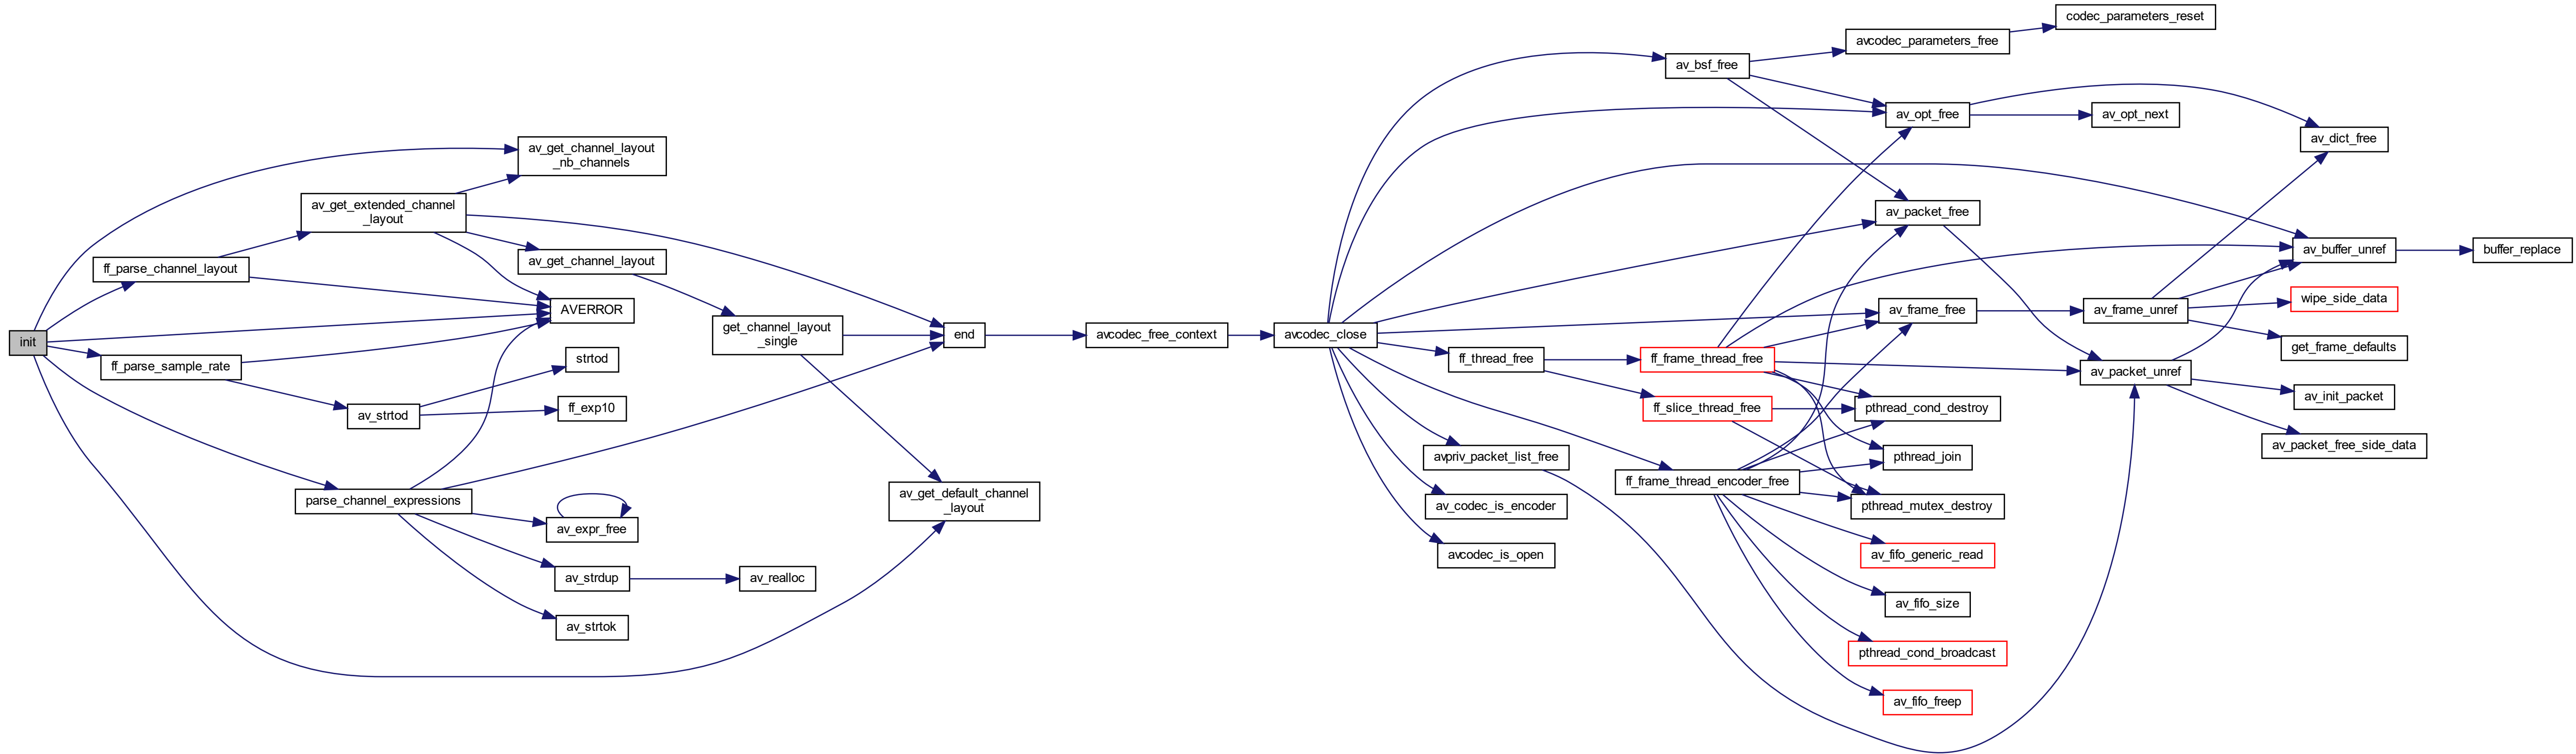 init
av_get_channel_layout
_nb_channels
av_get_extended_channel
_layout
ff_parse_channel_layout
av_get_channel_layout
AVERROR
ff_parse_sample_rate
strtod
av_strtod
ff_exp10
parse_channel_expressions
av_expr_free
av_strdup
av_realloc
av_strtok
get_channel_layout
_single
end
av_get_default_channel
_layout
avcodec_free_context
avcodec_close
av_bsf_free
avcodec_parameters_free
codec_parameters_reset
av_opt_free
av_opt_next
av_dict_free
av_packet_free
av_buffer_unref
buffer_replace
av_frame_free
av_frame_unref
wipe_side_data
get_frame_defaults
ff_thread_free
ff_frame_thread_free
av_packet_unref
av_init_packet
av_packet_free_side_data
ff_slice_thread_free
pthread_cond_destroy
pthread_join
avpriv_packet_list_free
ff_frame_thread_encoder_free
pthread_mutex_destroy
av_codec_is_encoder
avcodec_is_open
av_fifo_generic_read
av_fifo_size
pthread_cond_broadcast
av_fifo_freep